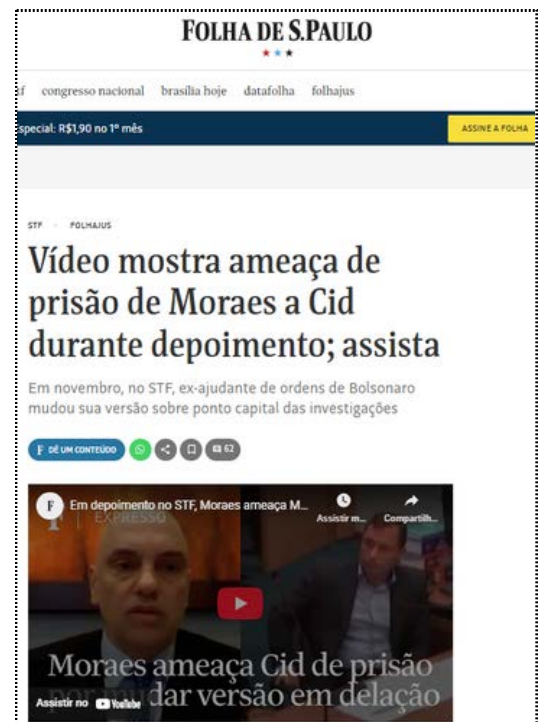 FOLHA DE S.PAULO
congresso nacional brasília hoje datafolha folhajus
special: R$1,90 no 1º mês
ASSINE A FOLHA
STF FOLHAJUS
Vídeo mostra ameaça de
prisão de Moraes a Cid
durante depoimento; assista
Em novembro, no STF, ex-ajudante de ordens de Bolsonaro
mudou sua versão sobre ponto capital das investigações
F DÊ UM CONTEÚDO 62
F Em depoimento no STF, Moraes ameaça M...
F EXPRESSO
Assistir m... Compartilh...
Moraes ameaça Cid de prisão
por mudar versão em delação
Assistir no YouTube